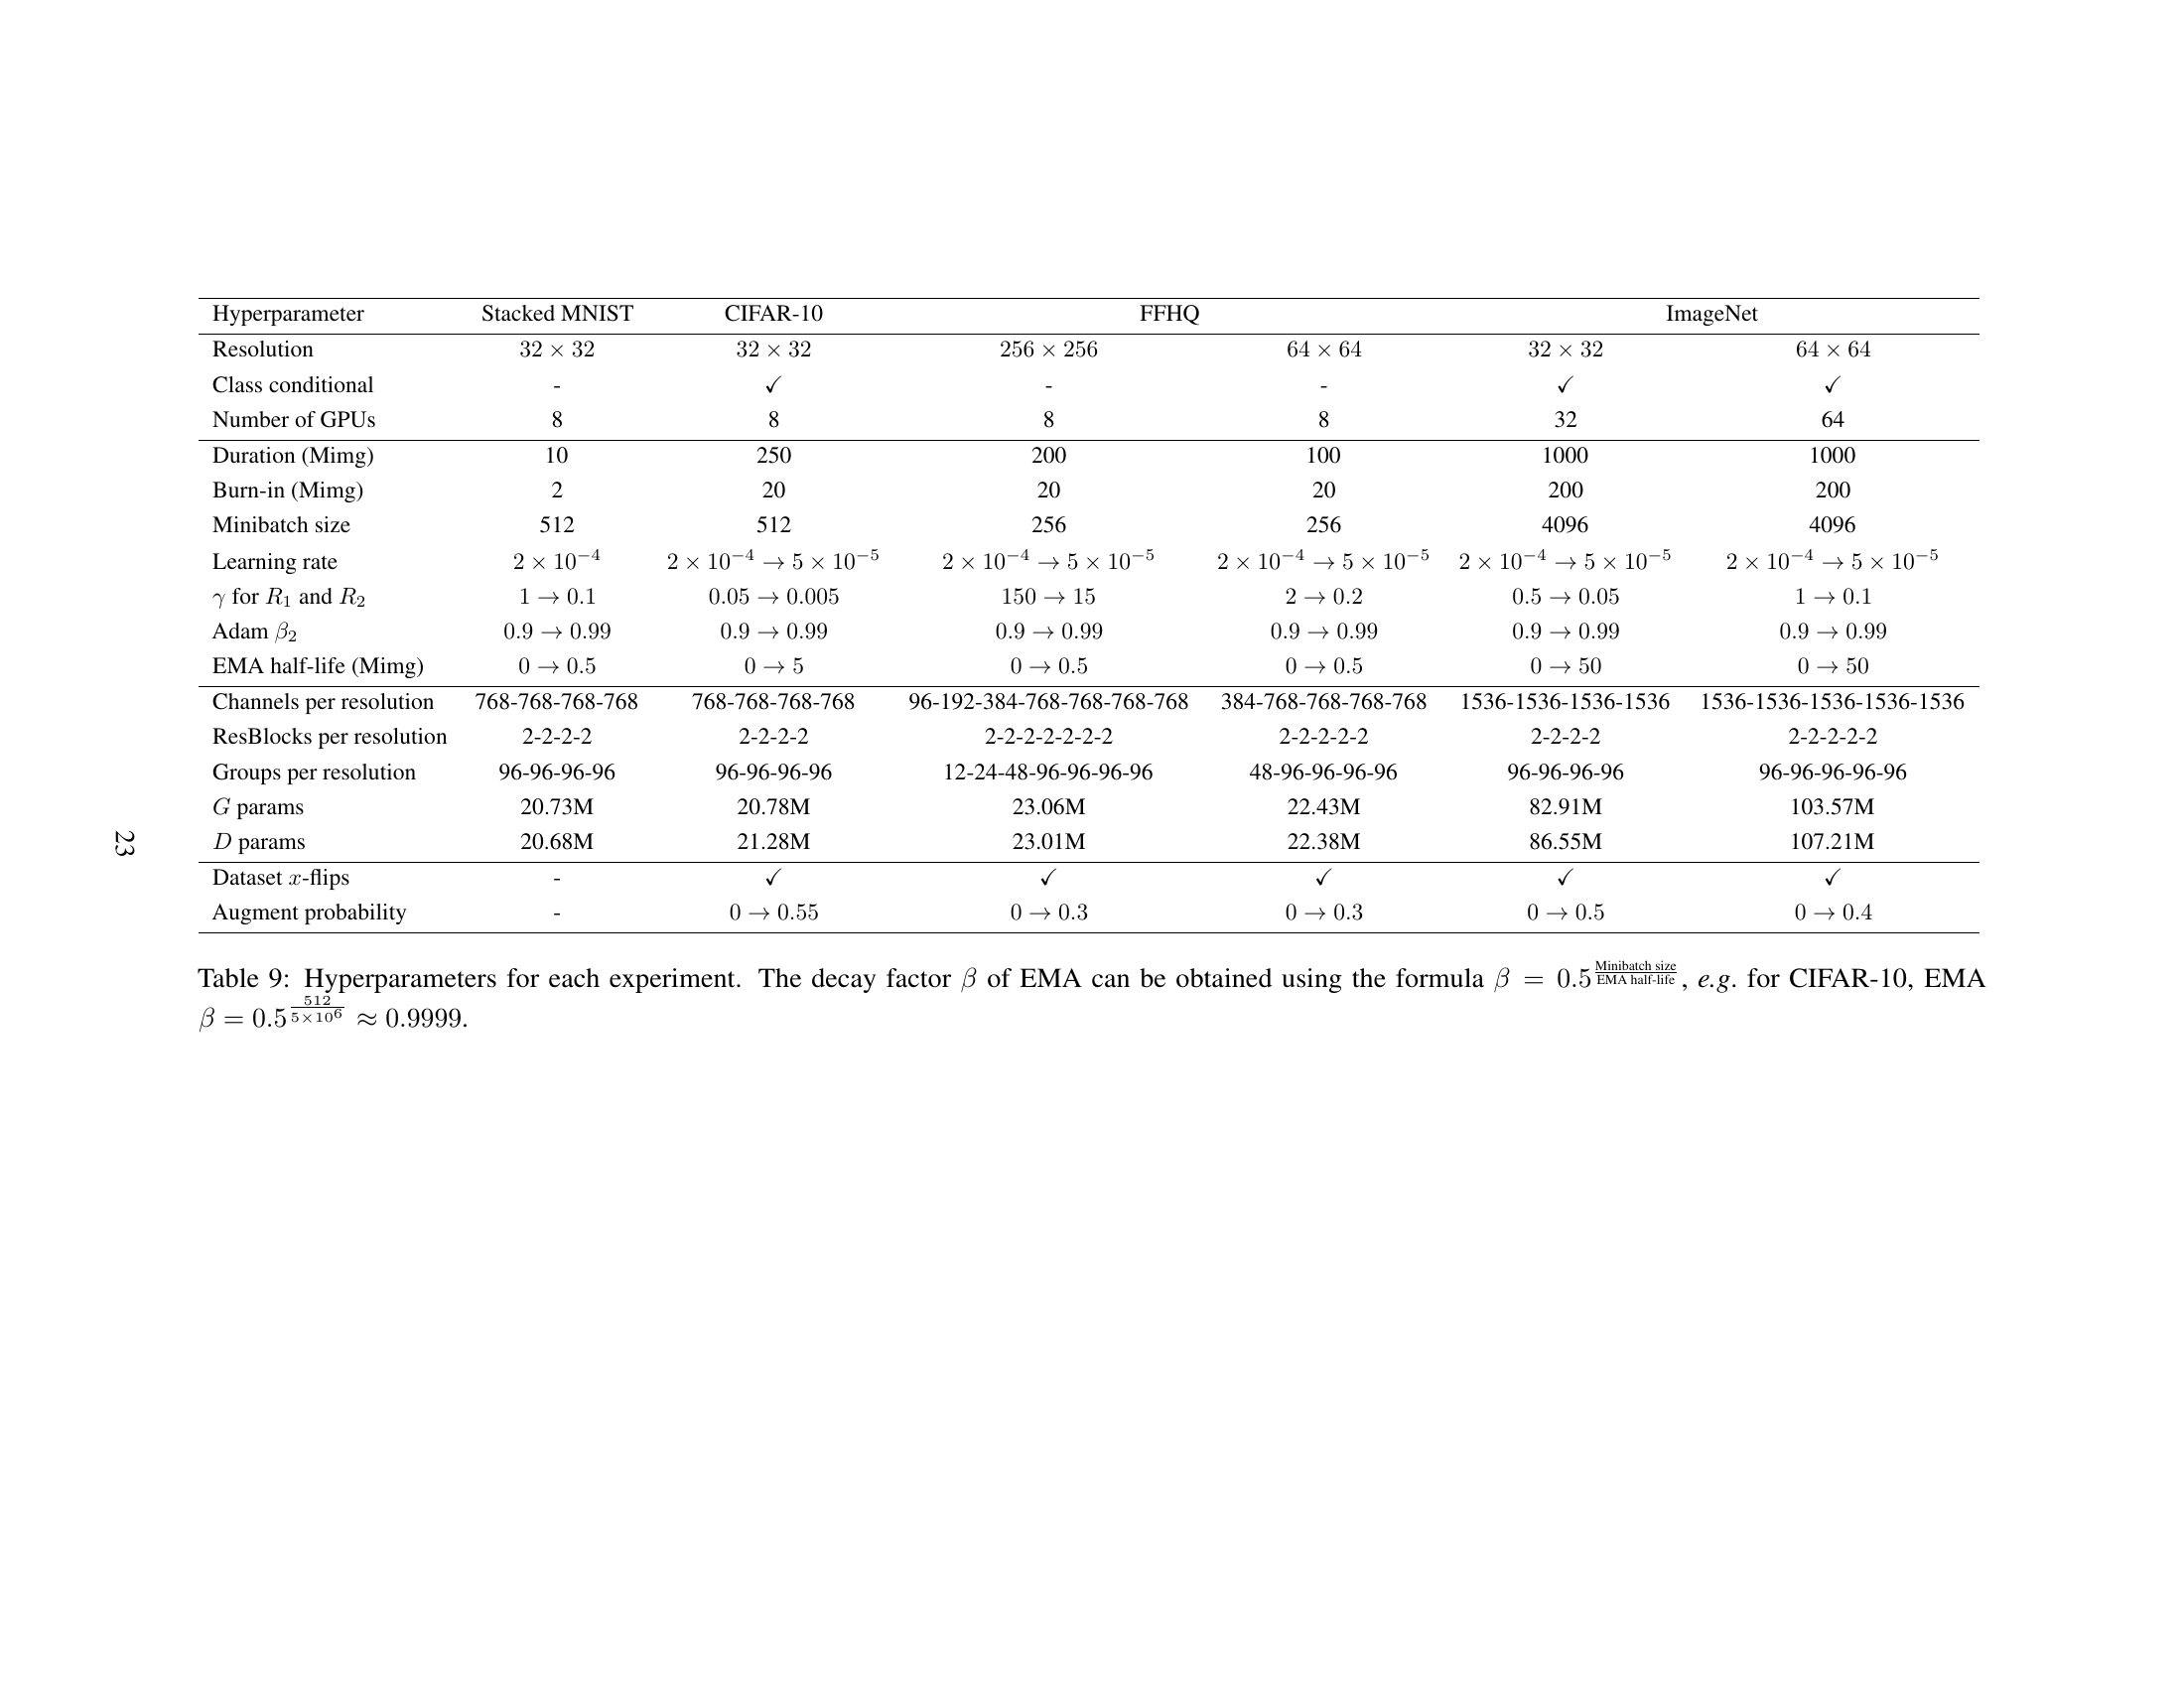 Hyperparameter Stacked MNIST CIFAR-10 FFHQ ImageNet
Resolution 32 × 32 32 × 32 256 × 256 64 × 64 32 × 32 64 × 64
Class conditional - ✓ - - ✓ ✓
Number of GPUs 8 8 8 8 32 64
Duration (Mimg) 10 250 200 100 1000 1000
Burn-in (Mimg) 2 20 20 20 200 200
Minibatch size 512 512 256 256 4096 4096
Learning rate 2 × 10⁻⁴ 2 × 10⁻⁴ → 5 × 10⁻⁵ 2 × 10⁻⁴ → 5 × 10⁻⁵ 2 × 10⁻⁴ → 5 × 10⁻⁵ 2 × 10⁻⁴ → 5 × 10⁻⁵ 2 × 10⁻⁴ → 5 × 10⁻⁵
γ for R₁ and R₂ 1 → 0.1 0.05 → 0.005 150 → 15 2 → 0.2 0.5 → 0.05 1 → 0.1
Adam β₂ 0.9 → 0.99 0.9 → 0.99 0.9 → 0.99 0.9 → 0.99 0.9 → 0.99 0.9 → 0.99
EMA half-life (Mimg) 0 → 0.5 0 → 5 0 → 0.5 0 → 0.5 0 → 50 0 → 50
Channels per resolution 768-768-768-768 768-768-768-768 96-192-384-768-768-768-768 384-768-768-768-768 1536-1536-1536-1536 1536-1536-1536-1536-1536
ResBlocks per resolution 2-2-2-2 2-2-2-2 2-2-2-2-2-2-2 2-2-2-2-2 2-2-2-2 2-2-2-2-2
Groups per resolution 96-96-96-96 96-96-96-96 12-24-48-96-96-96-96 48-96-96-96-96 96-96-96-96 96-96-96-96-96
G params 20.73M 20.78M 23.06M 22.43M 82.91M 103.57M
D params 20.68M 21.28M 23.01M 22.38M 86.55M 107.21M
Dataset x-flips - ✓ ✓ ✓ ✓ ✓
Augment probability - 0 → 0.55 0 → 0.3 0 → 0.3 0 → 0.5 0 → 0.4
Table 9: Hyperparameters for each experiment. The decay factor β of EMA can be obtained using the formula β = 0.5^(Minibatch size / EMA half-life), e.g. for CIFAR-10, EMA
β = 0.5^(512 / 5×10⁶) ≈ 0.9999.
23